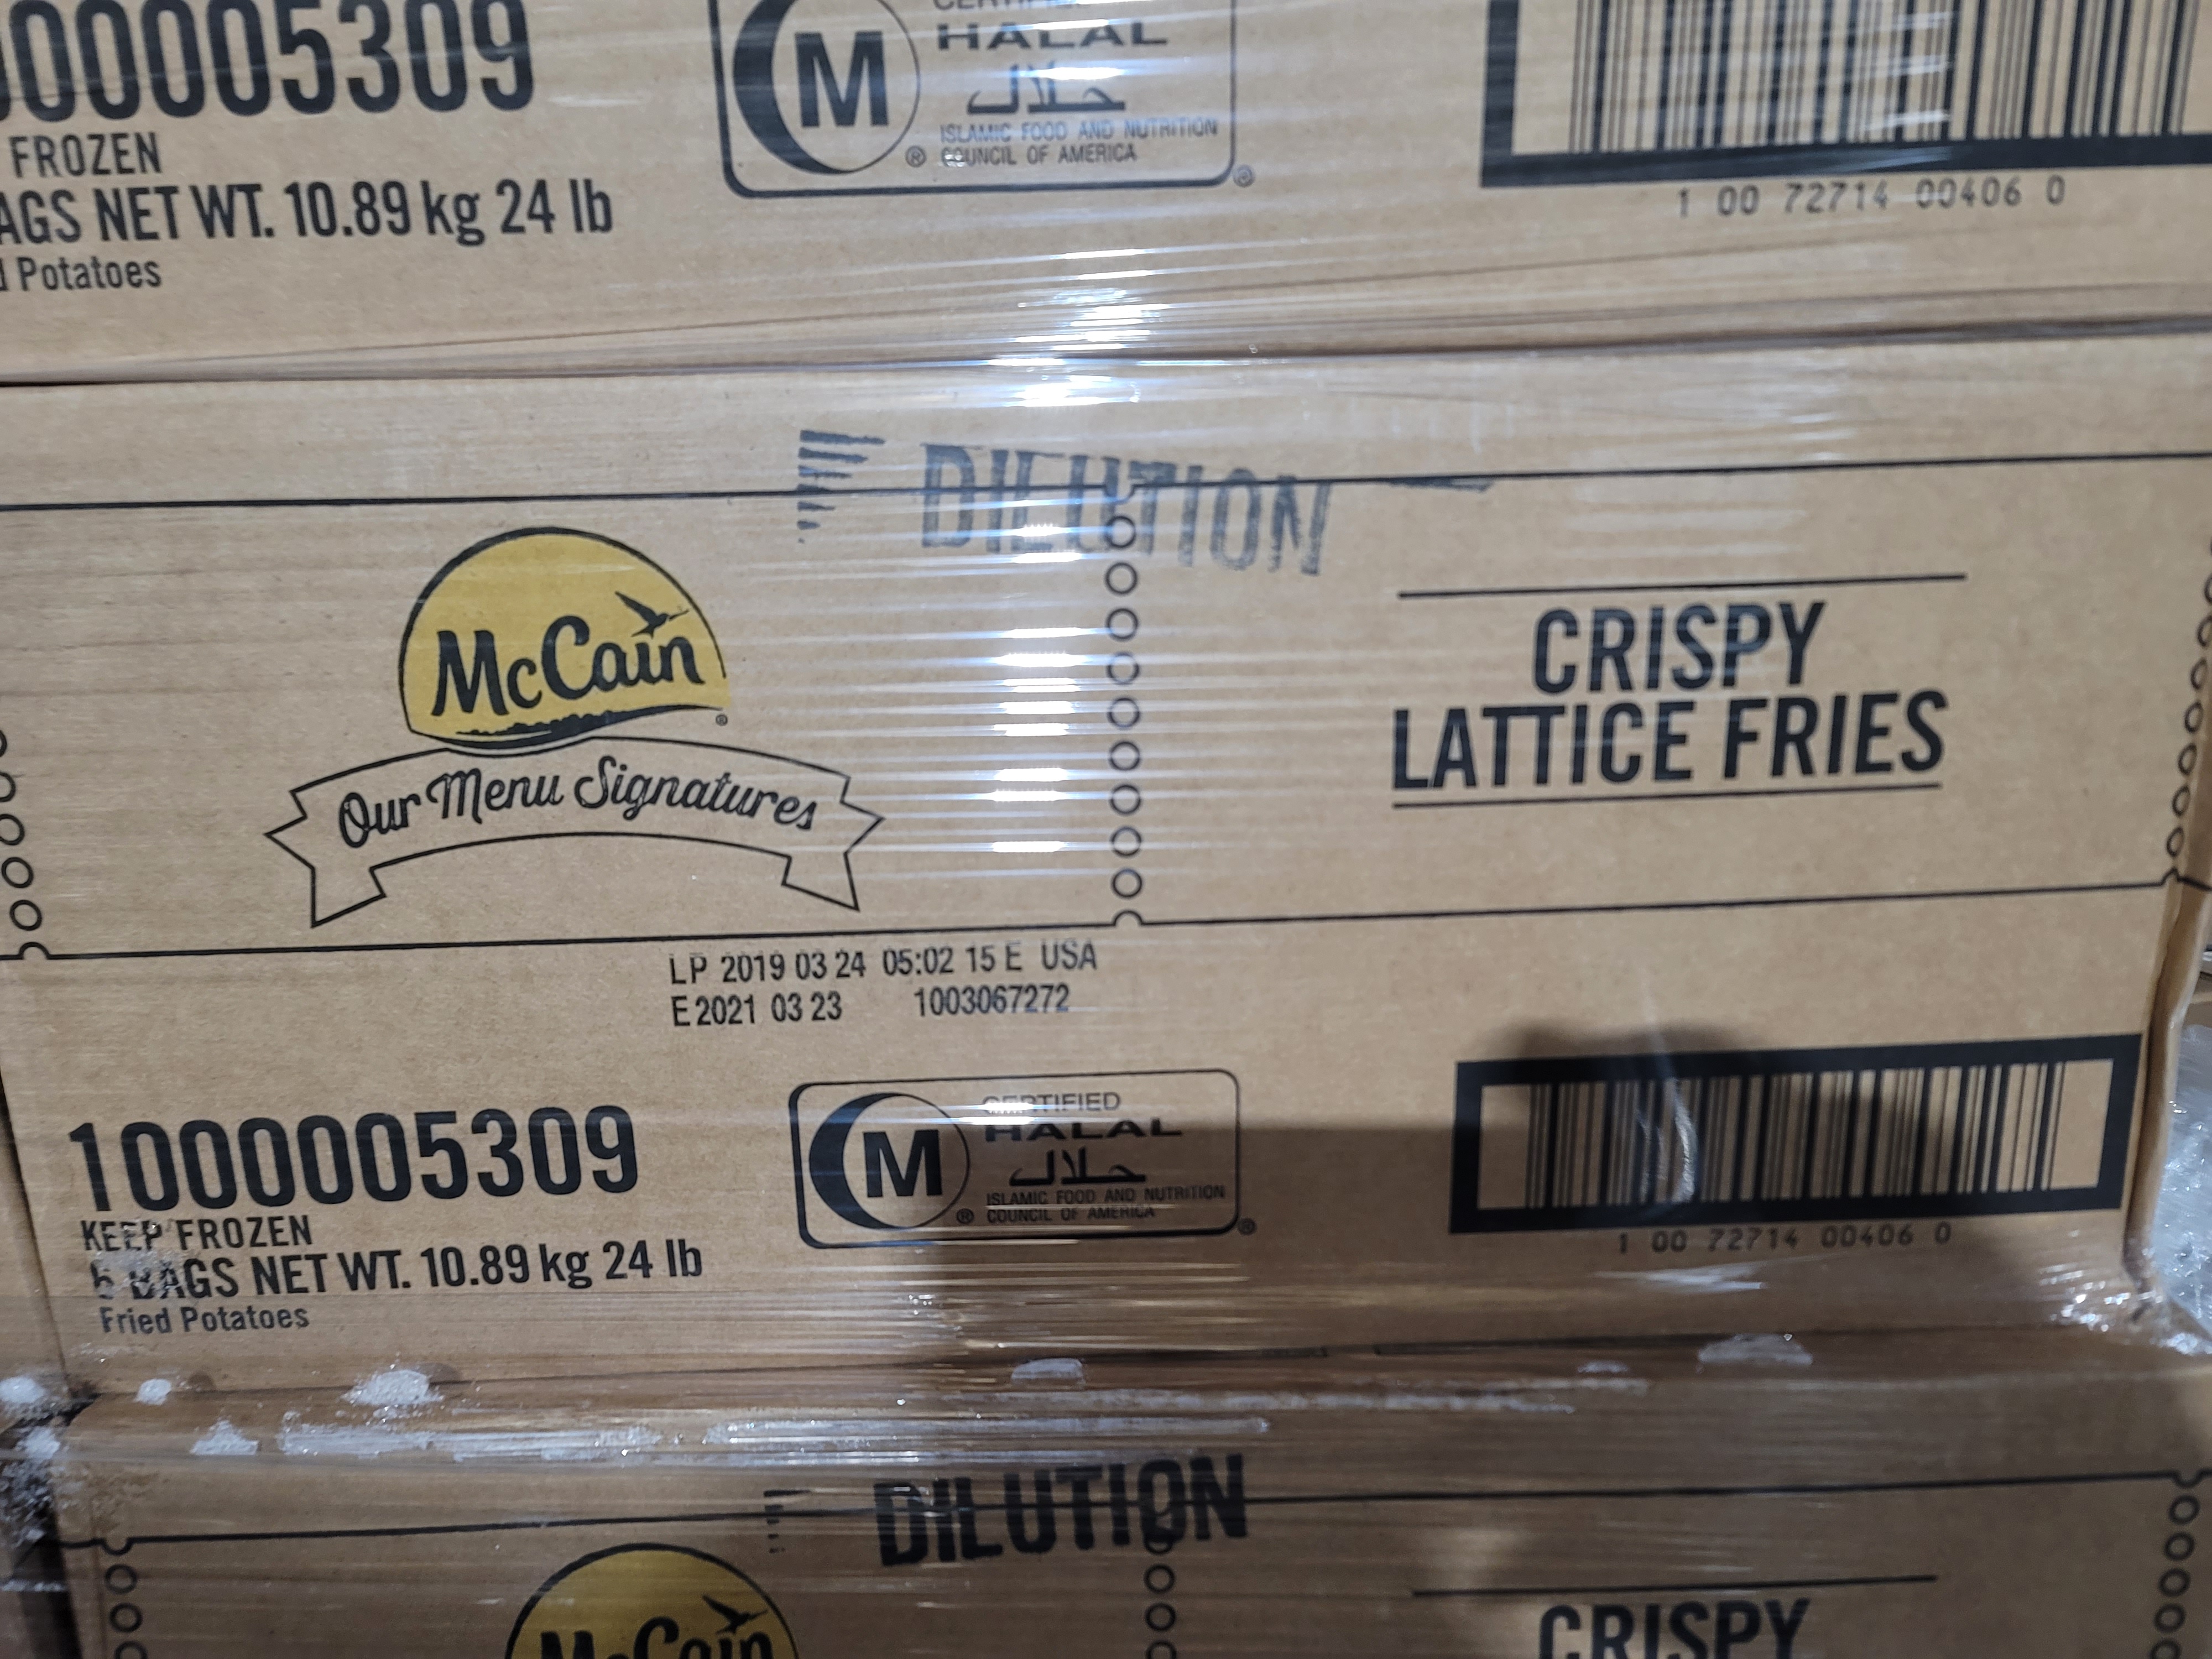 00005309
FROZEN
AGS NET WT. 10.89 kg 24 lb
Potatoes
M
HALAL
حلال
ISLAMIC FOOD AND NUTRITION
® COUNCIL OF AMERICA
®
1 00 72714 00406 0
DILUTION
McCain
®
Our Menu Signatures
CRISPY
LATTICE FRIES
LP 2019 03 24 05:02 15 E USA
E 2021 03 23 1003067272
1000005309
KEEP FROZEN
BAGS NET WT. 10.89 kg 24 lb
Fried Potatoes
M
CERTIFIED
HALAL
حلال
ISLAMIC FOOD AND NUTRITION
® COUNCIL OF AMERICA
®
1 00 72714 00406 0
DILUTION
McCain
CRISPY